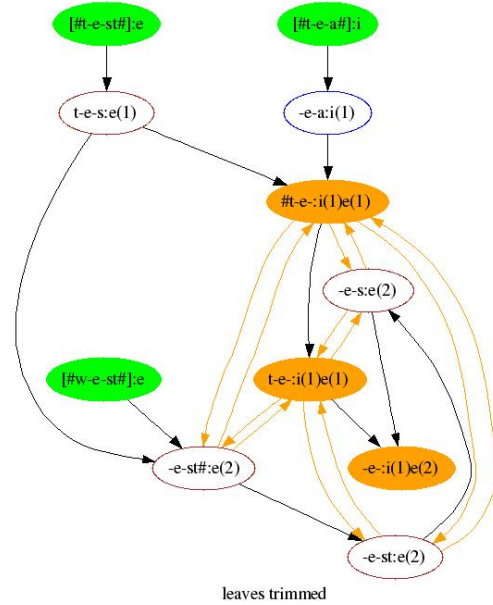 [#t-e-st#]:e [#t-e-a#]:i
t-e-s:e(1) -e-a:i(1)
#t-e-:i(1)e(1)
-e-s:e(2)
[#w-e-st#]:e t-e-:i(1)e(1)
-e-st#:e(2) -e-:i(1)e(2)
-e-st:e(2)
leaves trimmed